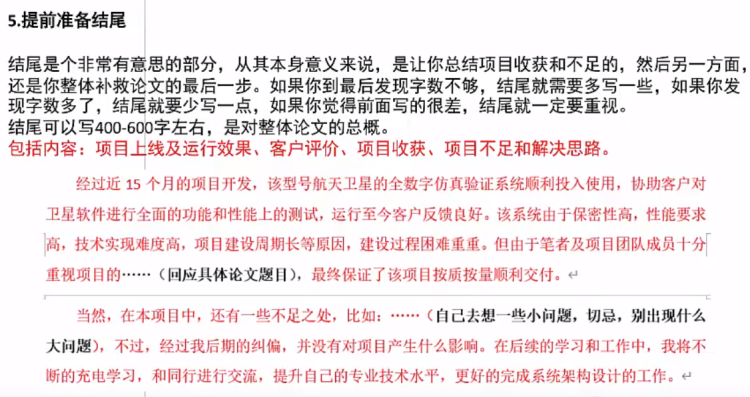 5.提前准备结尾
结尾是个非常有意思的部分，从其本身意义来说，是让你总结项目收获和不足的，然后另一方面，
还是你整体补救论文的最后一步。如果你到最后发现字数不够，结尾就需要多写一些，如果你发
现字数多了，结尾就要少写一点，如果你觉得前面写的很差，结尾就一定要重视。
结尾可以写400-600字左右，是对整体论文的总概。
包括内容：项目上线及运行效果、客户评价、项目收获、项目不足和解决思路。
经过近 15 个月的项目开发，该型号航天卫星的全数字仿真验证系统顺利投入使用，协助客户对
卫星软件进行全面的功能和性能上的测试，运行至今客户反馈良好。该系统由于保密性高，性能要求
高，技术实现难度高，项目建设周期长等原因，建设过程困难重重。但由于笔者及项目团队成员十分
重视项目的……（回应具体论文题目），最终保证了该项目按质按量顺利交付。
当然，在本项目中，还有一些不足之处，比如：……（自己去想一些小问题，切忌，别出现什么
大问题），不过，经过我后期的纠偏，并没有对项目产生什么影响。在后续的学习和工作中，我将不
断的充电学习，和同行进行交流，提升自己的专业技术水平，更好的完成系统架构设计的工作。